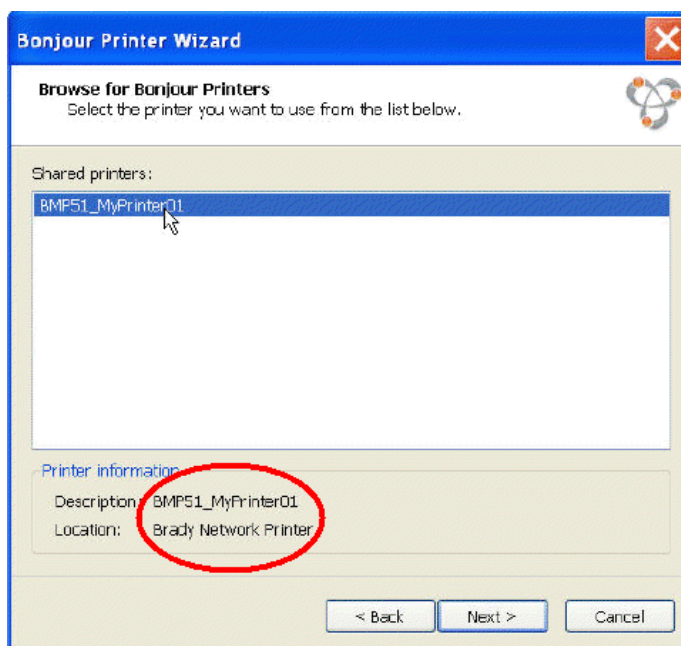 Bonjour Printer Wizard
Browse for Bonjour Printers
Select the printer you want to use from the list below.
Shared printers:
BMP51_MyPrinter01
Printer information
Description: BMP51_MyPrinter01
Location: Brady Network Printer
< Back Next > Cancel